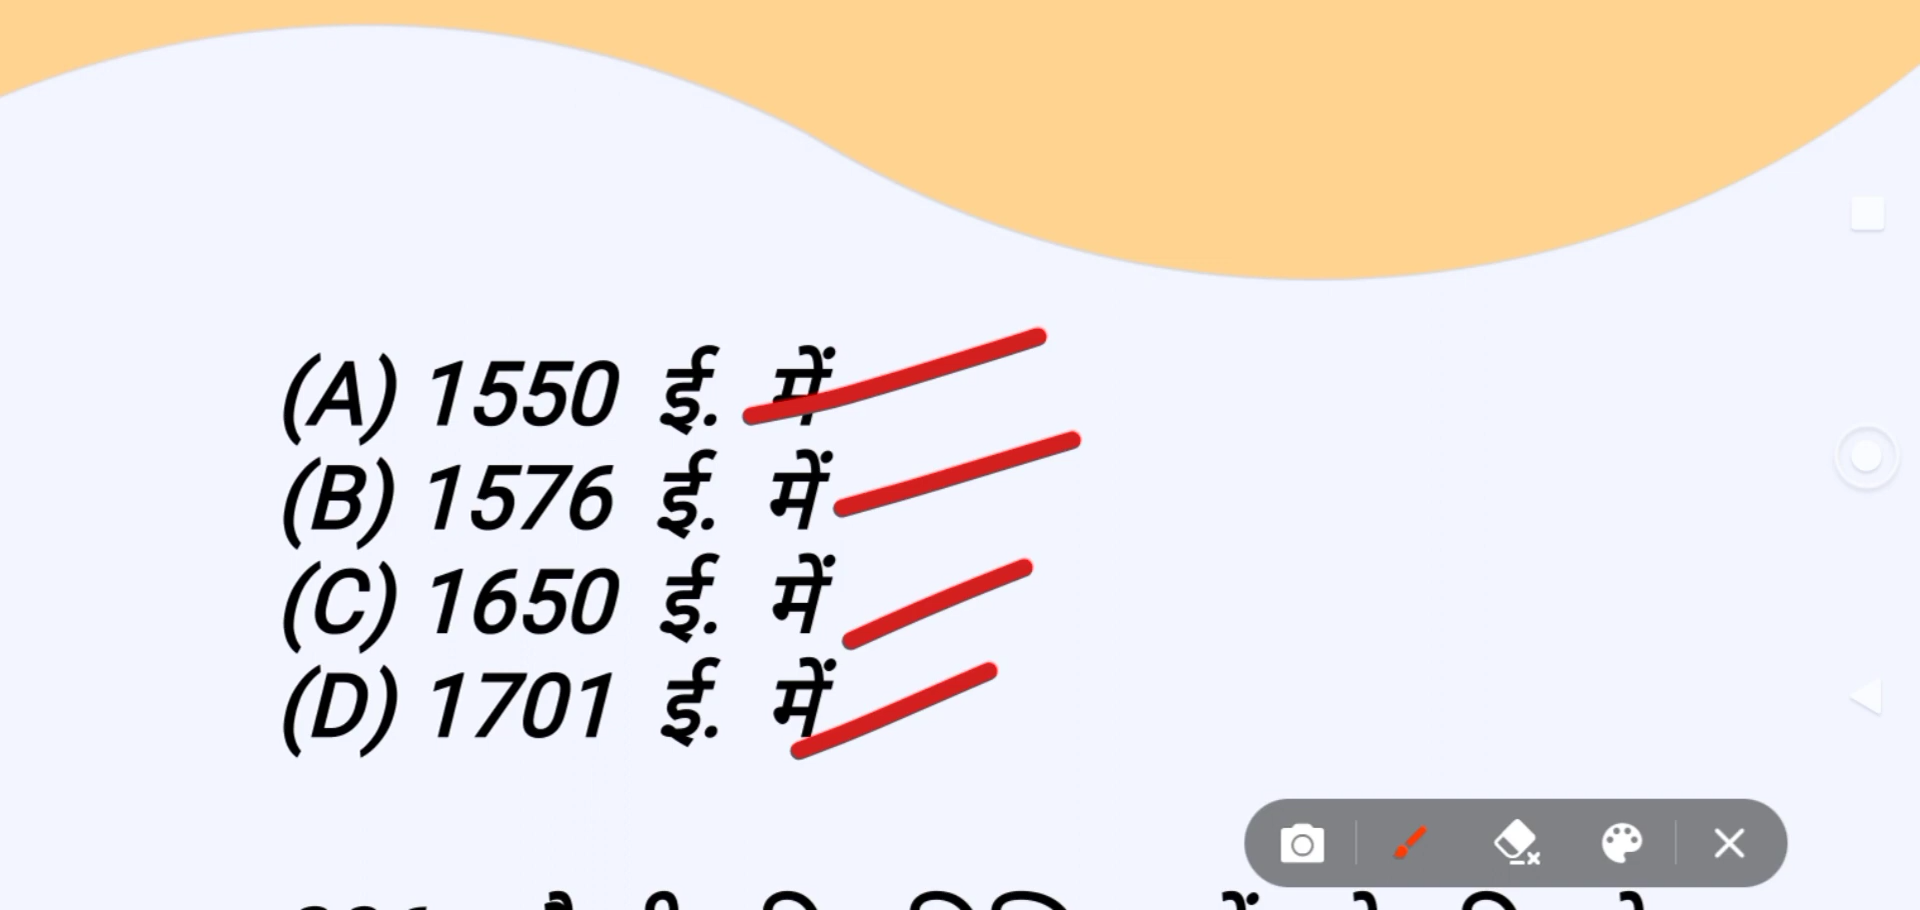 (A) 1550 ई. में
(B) 1576 ई. में
(C) 1650 ई. में
(D) 1701 ई. में